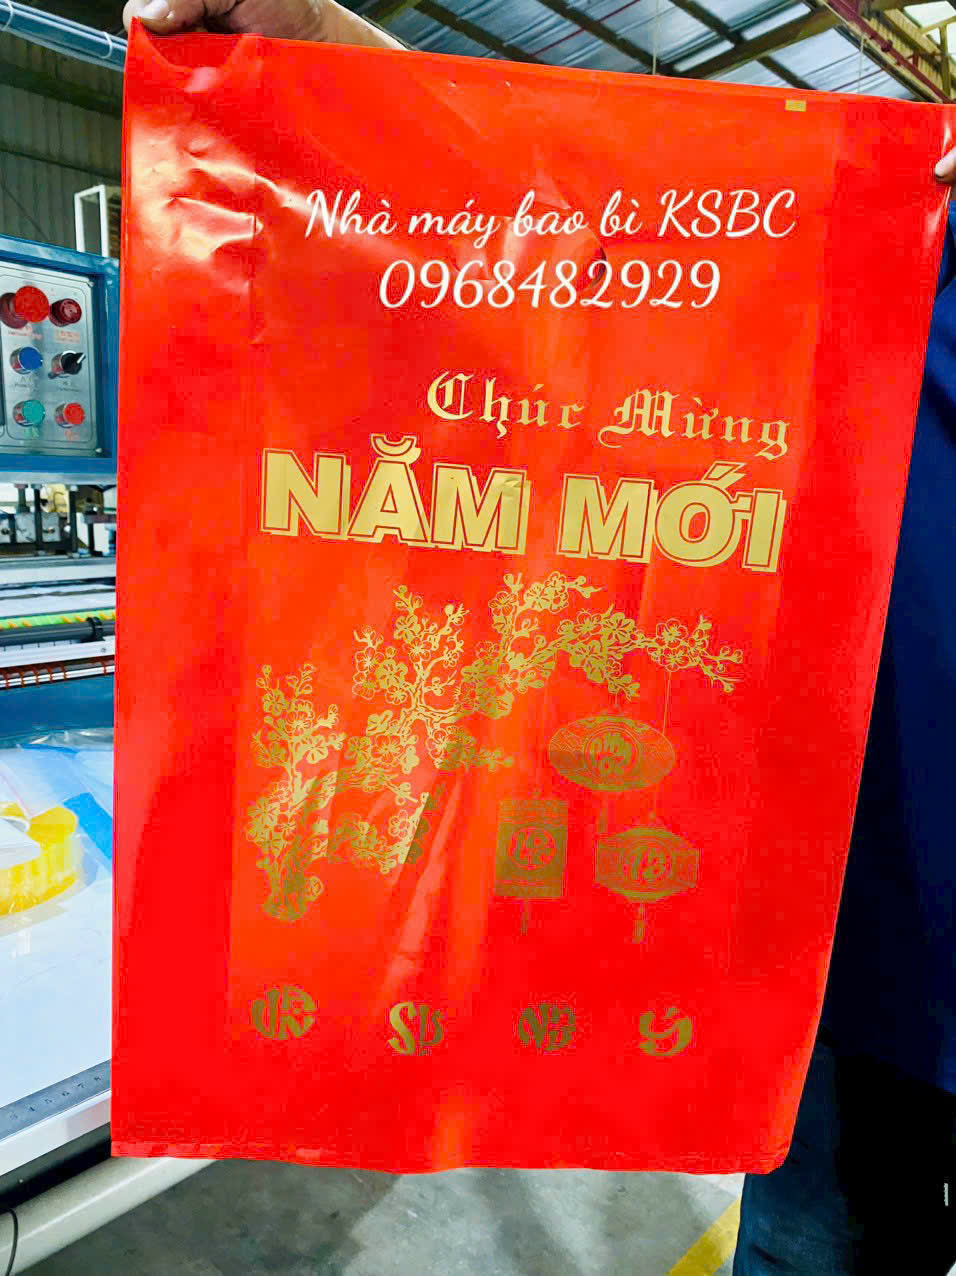 Nhà máy bao bì KSBC
0968482929
Chúc Mừng
NĂM MỚI